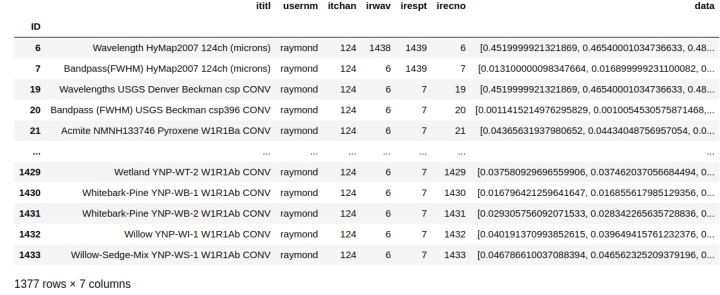 ititl usernm itchan irwav irespt irecno data
ID
6 Wavelength HyMap2007 124ch (microns) raymond 124 1438 1439 6 [0.4519999921321869, 0.46540001034736633, 0.48...
7 Bandpass(FWHM) HyMap2007 124ch (microns) raymond 124 6 1439 7 [0.013100000098347664, 0.016899999231100082, 0...
19 Wavelengths USGS Denver Beckman csp CONV raymond 124 6 7 19 [0.4519999921321869, 0.46540001034736633, 0.48...
20 Bandpass (FWHM) USGS Beckman csp396 CONV raymond 124 6 7 20 [0.0011415214976295829, 0.0010054530575871468,...
21 Acmite NMNH133746 Pyroxene W1R1Ba CONV raymond 124 6 7 21 [0.04365631937980652, 0.04434048756957054, 0.0...
... ... ... ... ... ... ... ...
1429 Wetland YNP-WT-2 W1R1Ab CONV raymond 124 6 7 1429 [0.037580929696559906, 0.037462037056684494, 0...
1430 Whitebark-Pine YNP-WB-1 W1R1Ab CONV raymond 124 6 7 1430 [0.016796421259641647, 0.016855617985129356, 0...
1431 Whitebark-Pine YNP-WB-2 W1R1Ab CONV raymond 124 6 7 1431 [0.029305756092071533, 0.028342265635728836, 0...
1432 Willow YNP-WI-1 W1R1Ab CONV raymond 124 6 7 1432 [0.040191370993852615, 0.039649415761232376, 0...
1433 Willow-Sedge-Mix YNP-WS-1 W1R1Ab CONV raymond 124 6 7 1433 [0.046786610037088394, 0.046562325209379196, 0...
1377 rows × 7 columns